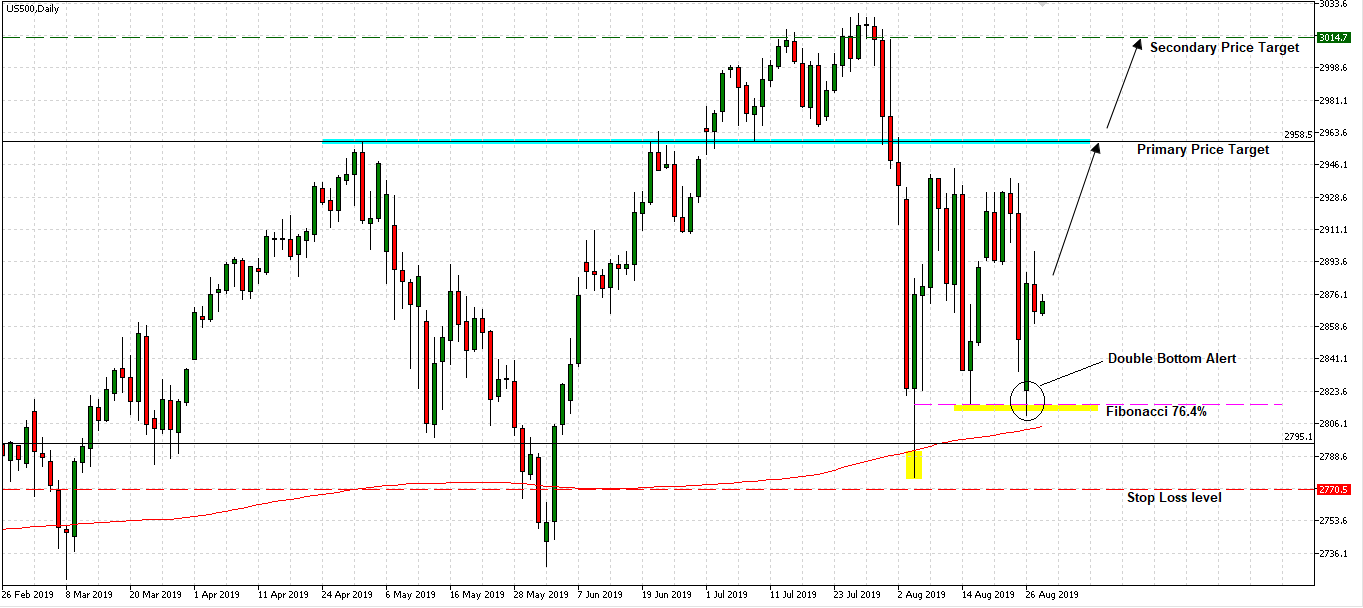 US500,Daily
3033.6
3014.7
Secondary Price Target
2998.6
2981.1
2963.6
2958.5
Primary Price Target
2946.1
2928.6
2911.1
2893.6
2876.1
2858.6
Double Bottom Alert
2841.1
2823.6
Fibonacci 76.4%
2806.1
2795.1
2788.6
2770.5
Stop Loss level
2753.6
2736.1
26 Feb 2019 8 Mar 2019 20 Mar 2019 1 Apr 2019 11 Apr 2019 24 Apr 2019 6 May 2019 16 May 2019 28 May 2019 7 Jun 2019 19 Jun 2019 1 Jul 2019 11 Jul 2019 23 Jul 2019 2 Aug 2019 14 Aug 2019 26 Aug 2019